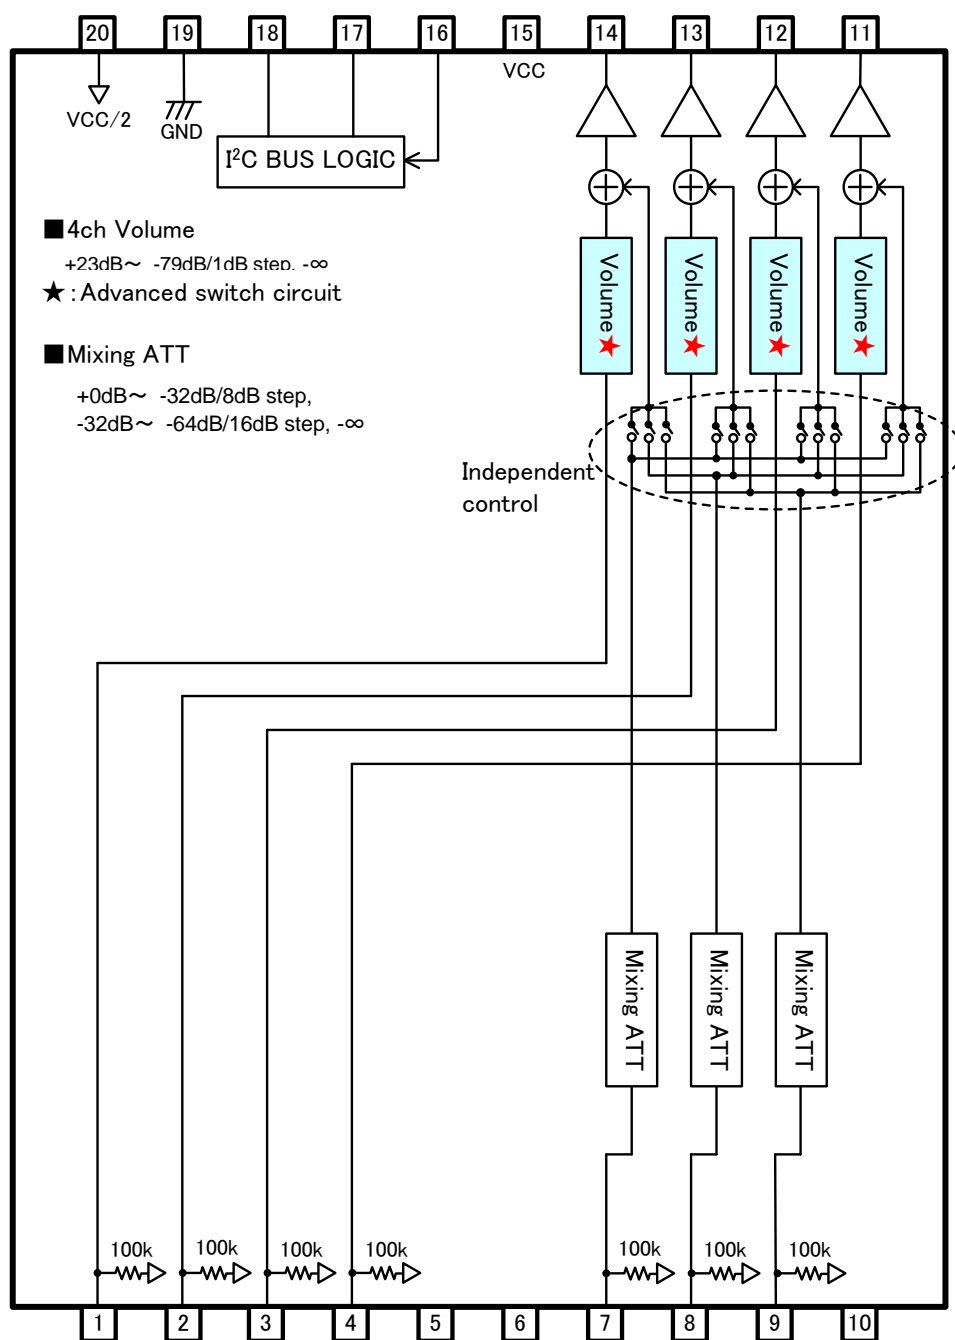 20 19 18 17 16 15 14 13 12 11
VCC
VCC/2
GND
I²C BUS LOGIC
■4ch Volume
+23dB～ -79dB/1dB step, -∞
★:Advanced switch circuit
■Mixing ATT
+0dB～ -32dB/8dB step,
-32dB～ -64dB/16dB step, -∞
Volume★ Volume★ Volume★ Volume★
Independent
control
Mixing ATT Mixing ATT Mixing ATT
100k 100k 100k 100k 100k 100k 100k
1 2 3 4 5 6 7 8 9 10